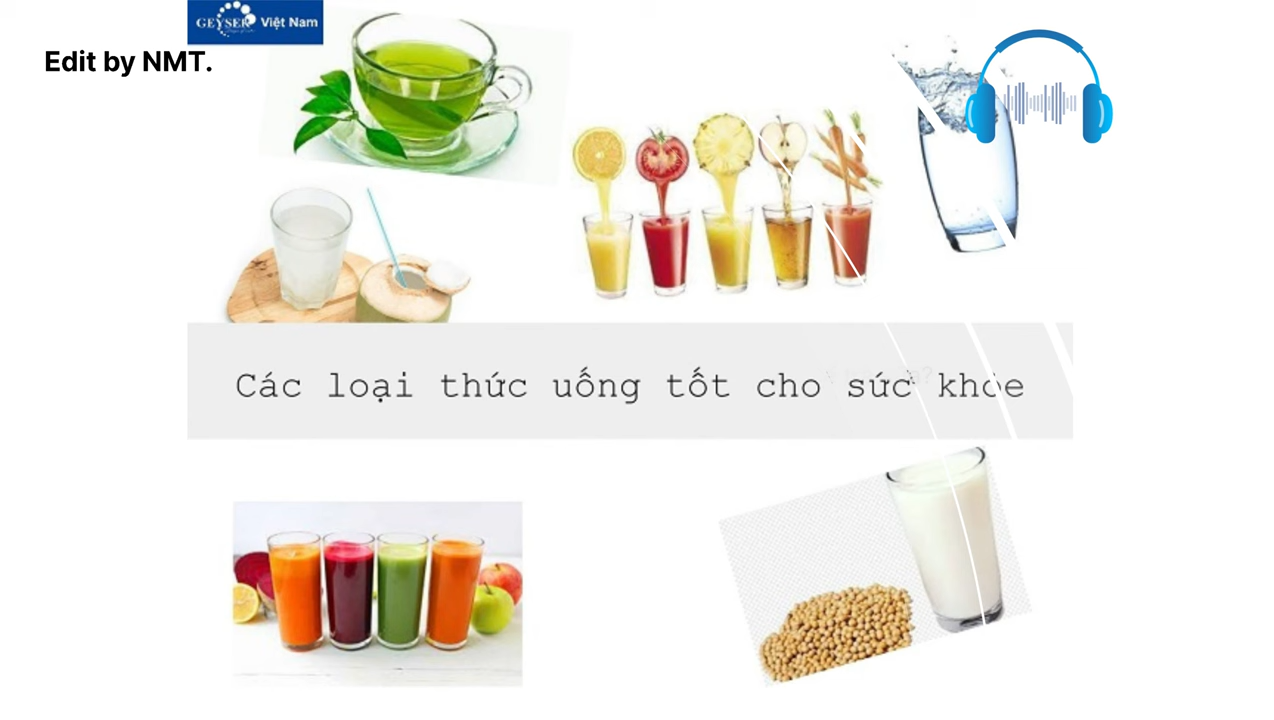 GEYSER Việt Nam
Edit by NMT.
Các loại thức uống tốt cho sức khỏe